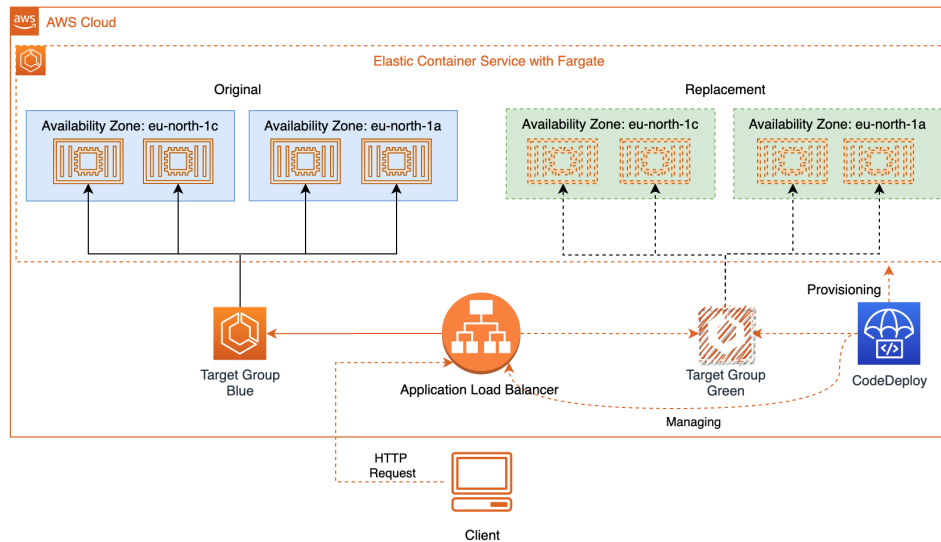 aws
AWS Cloud
Elastic Container Service with Fargate
Original
Replacement
Availability Zone: eu-north-1c
Availability Zone: eu-north-1a
Availability Zone: eu-north-1c
Availability Zone: eu-north-1a
Provisioning
Target Group
Blue
Application Load Balancer
Target Group
Green
</>
CodeDeploy
Managing
HTTP
Request
Client